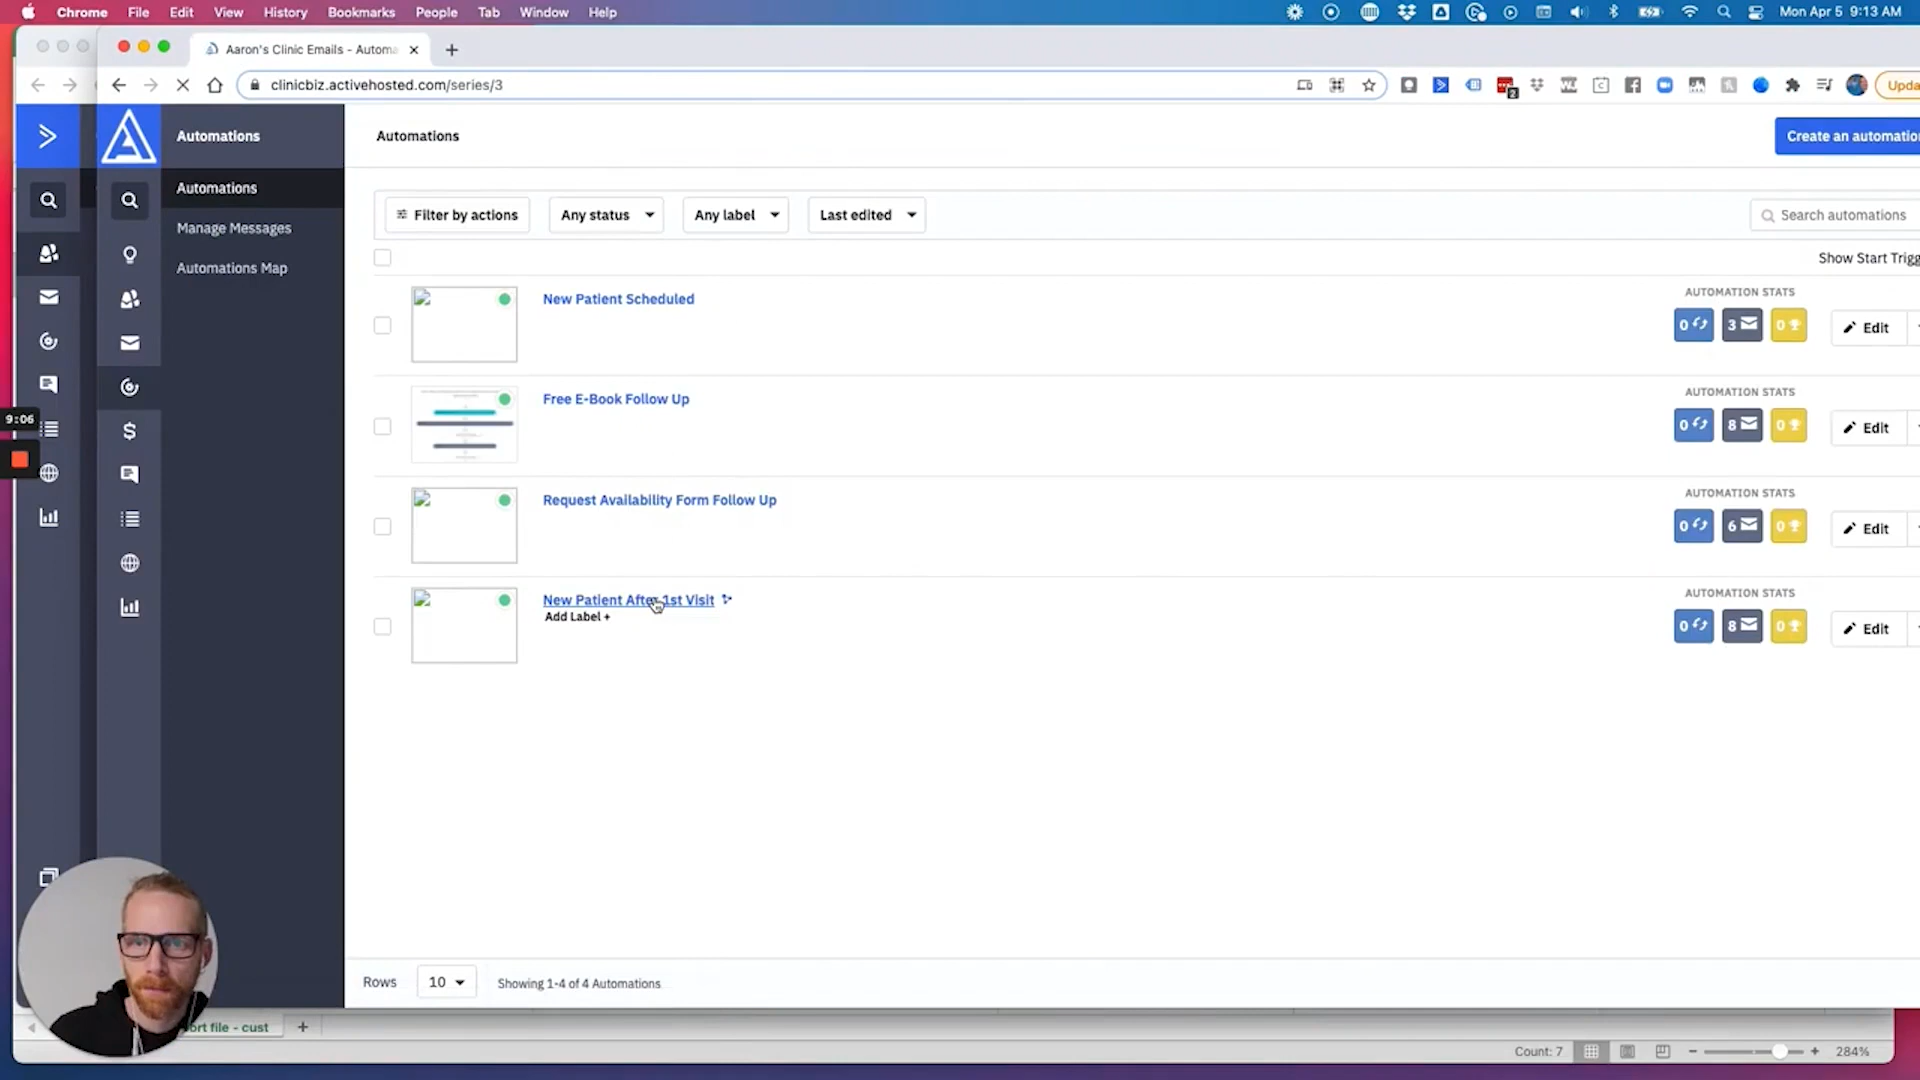 Chrome File Edit View History Bookmarks People Tab Window Help Mon Apr 5 9:13 AM
Aaron's Clinic Emails - Automa
clinicbiz.activehosted.com/series/3
2
Upda
Automations
Automations
Manage Messages
Automations Map
Automations
Create an automatio
Filter by actions Any status Any label Last edited Search automations
Show Start Trigg
New Patient Scheduled
AUTOMATION STATS
0 3 0 Edit
Free E-Book Follow Up
AUTOMATION STATS
0 8 0 Edit
Request Availability Form Follow Up
AUTOMATION STATS
0 6 0 Edit
New Patient After 1st Visit
Add Label +
AUTOMATION STATS
0 8 0 Edit
9:06
Rows 10 Showing 1-4 of 4 Automations
ort file - cust
Count: 7 284%